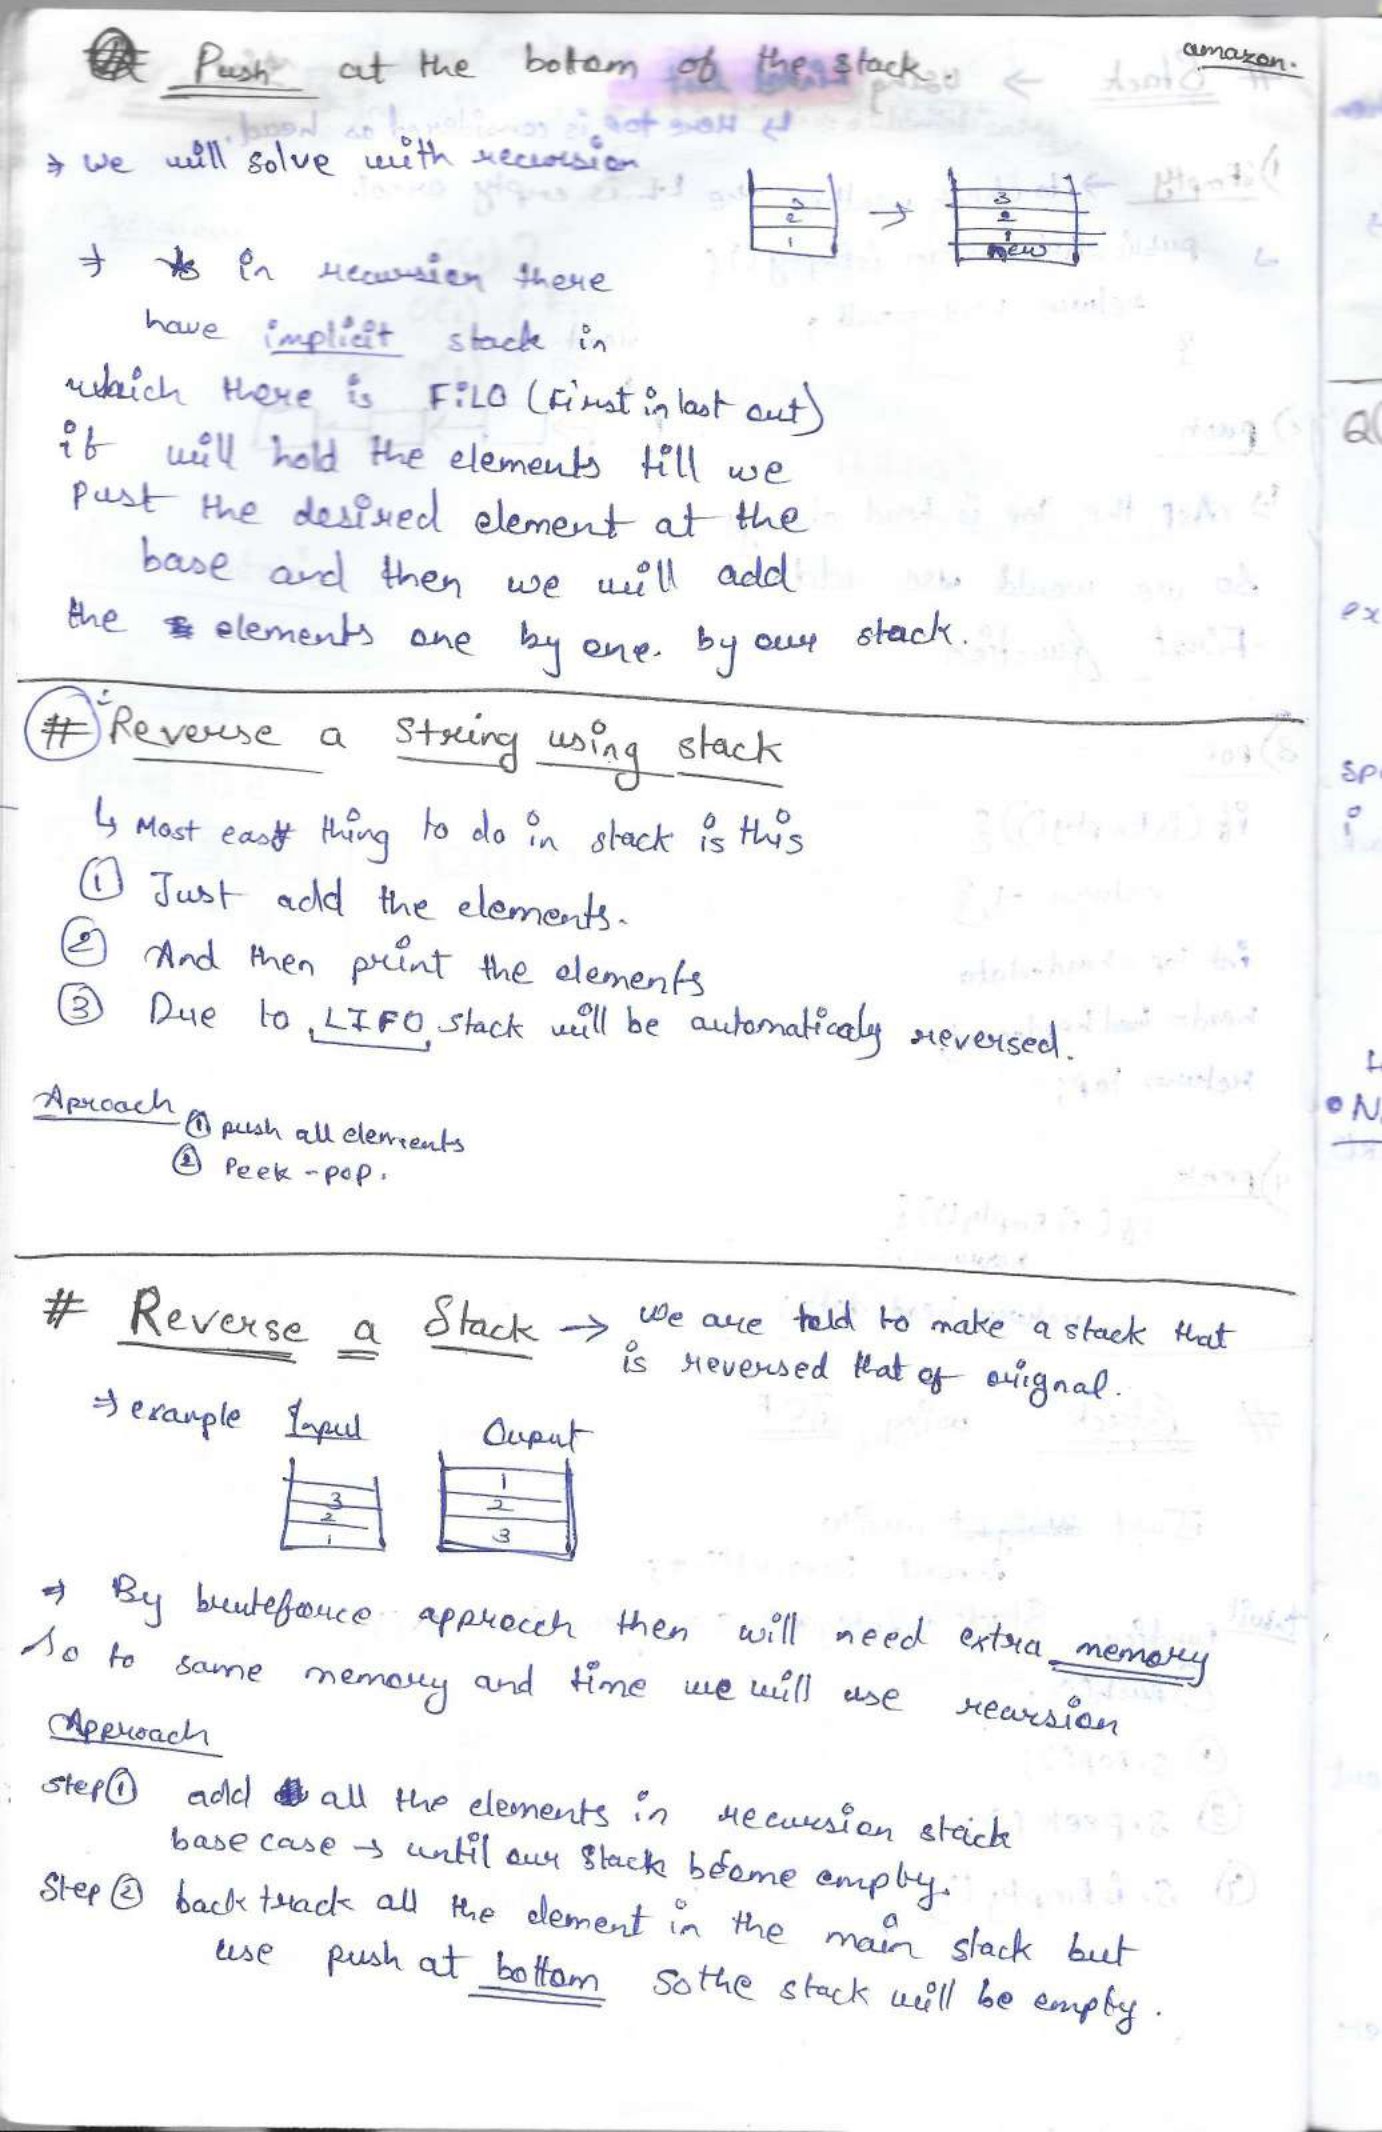 # Push at the bottom of the stack.
amazon.
→ we will solve with recursion
3
2
1
→
3
2
1
new
→ in recursion there
have implicit stack in
which there is FiLO (First in last out)
it will hold the elements till we
Pust the desired element at the
base and then we will add
the elements one by one. by our stack.
# Reverse a String using stack
↳ Most easy thing to do in stack is this
① Just add the elements.
② And then print the elements
③ Due to LIFO stack will be automaticaly reversed.
Aproach
① push all elements
② Peek - pop.
# Reverse a Stack → we are told to make a stack that
is reversed that of orignal.
⇒ example Input Ouput
3
2
1
1
2
3
⇒ By bruteforce approach then will need extra memory
So to same memory and time we will use recursion
Approach
Step① add all the elements in recursion stack
base case → until our Stack become empty.
Step ② back track all the element in the main stack but
use push at bottom so the stack will be empty.